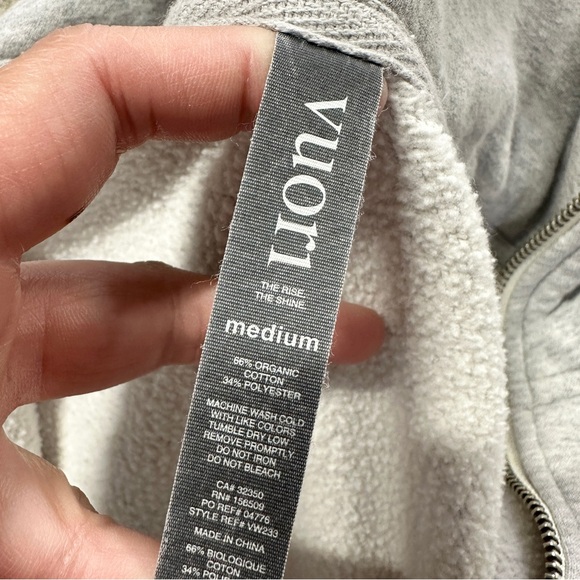 vuori
THE RISE.
THE SHINE.
medium
66% ORGANIC
COTTON
34% POLYESTER
MACHINE WASH COLD
WITH LIKE COLORS
TUMBLE DRY LOW
REMOVE PROMPTLY.
DO NOT IRON
DO NOT BLEACH
CA# 32350
RN# 156509
PO REF# 04776
STYLE REF# VW233
MADE IN CHINA
66% BIOLOGIQUE
COTON
34% POLYESTER